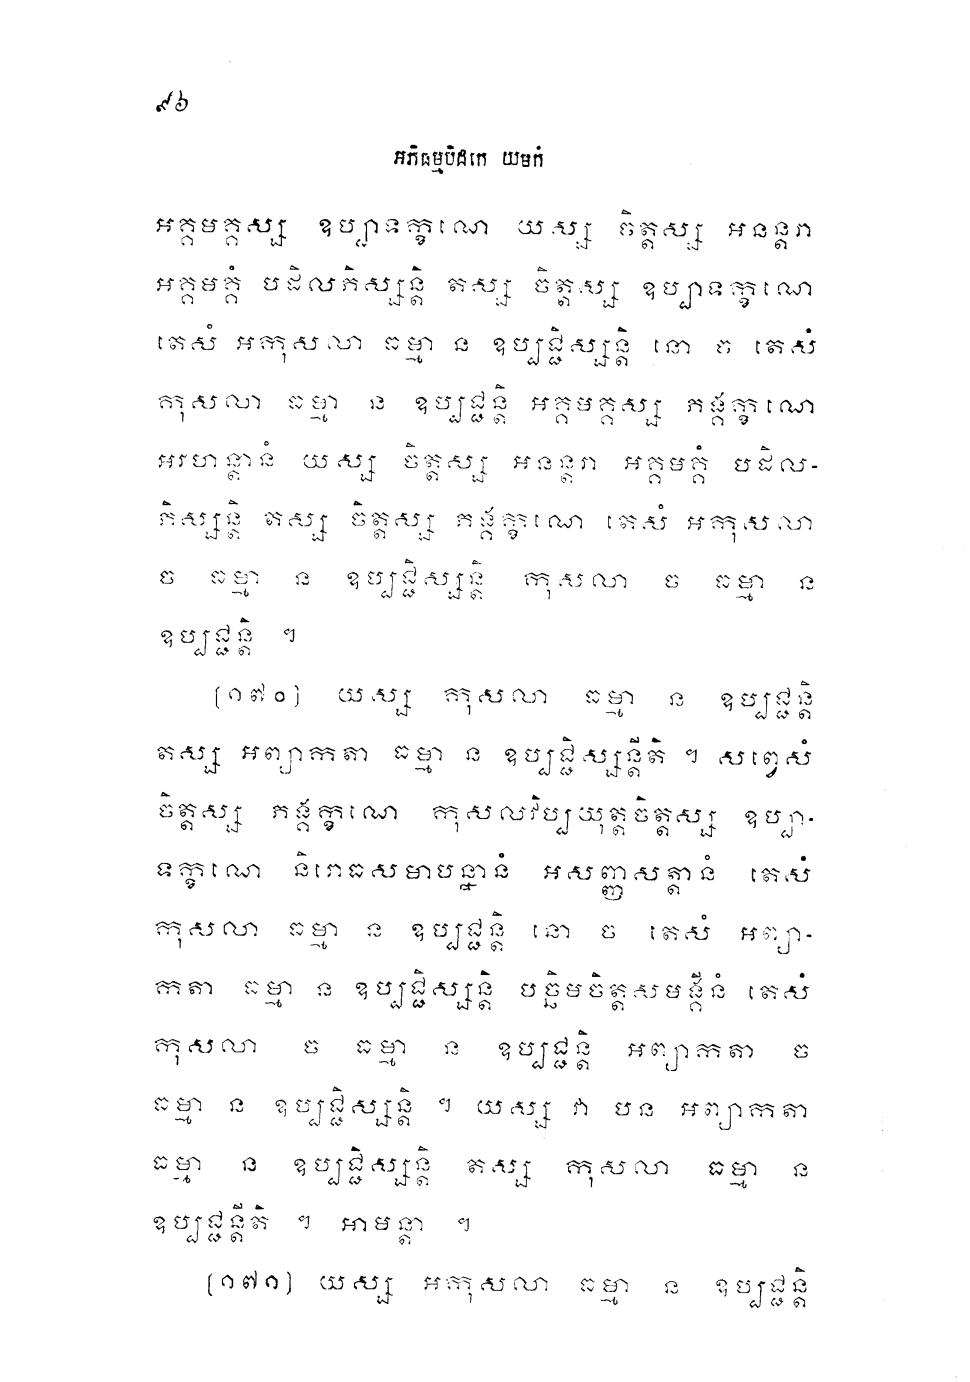 ៩៦
អភិធម្មបិដកេ យមកំ
អគ្គមគ្គស្ស ឧប្បាទក្ខណេ យស្ស ចិត្តស្ស អនន្តរា
អគ្គមគ្គំ បដិលភិស្សន្តិ តស្ស ចិត្តស្ស ឧប្បាទក្ខណេ
តេសំ អកុសលា ធម្មា ន ឧប្បជ្ជិស្សន្តិ នោ ច តេសំ
កុសលា ធម្មា ន ឧប្បជ្ជន្តិ អគ្គមគ្គស្ស ភង្គក្ខណេ
អរហន្តានំ យស្ស ចិត្តស្ស អនន្តរា អគ្គមគ្គំ បដិល-
ភិស្សន្តិ តស្ស ចិត្តស្ស ភង្គក្ខណេ តេសំ អកុសលា
ច ធម្មា ន ឧប្បជ្ជិស្សន្តិ កុសលា ច ធម្មា ន
ឧប្បជ្ជន្តិ ។
(១៧០) យស្ស កុសលា ធម្មា ន ឧប្បជ្ជន្តិ
តស្ស អព្យាកតា ធម្មា ន ឧប្បជ្ជិស្សន្តីតិ ។ សព្វេសំ
ចិត្តស្ស ភង្គក្ខណេ កុសលវិប្បយុត្តចិត្តស្ស ឧប្បា-
ទក្ខណេ និរោធសមាបន្នានំ អសញ្ញសត្តានំ តេសំ
កុសលា ធម្មា ន ឧប្បជ្ជន្តិ នោ ច តេសំ អព្យា-
កតា ធម្មា ន ឧប្បជ្ជិស្សន្តិ បច្ឆិមចិត្តសមង្គីនំ តេសំ
កុសលា ច ធម្មា ន ឧប្បជ្ជន្តិ អព្យាកតា ច
ធម្មា ន ឧប្បជ្ជិស្សន្តិ ។ យស្ស វា បន អព្យាកតា
ធម្មា ន ឧប្បជ្ជិស្សន្តិ តស្ស កុសលា ធម្មា ន
ឧប្បជ្ជន្តីតិ ។ អាមន្តា ។
(១៧១) យស្ស អកុសលា ធម្មា ន ឧប្បជ្ជន្តិ